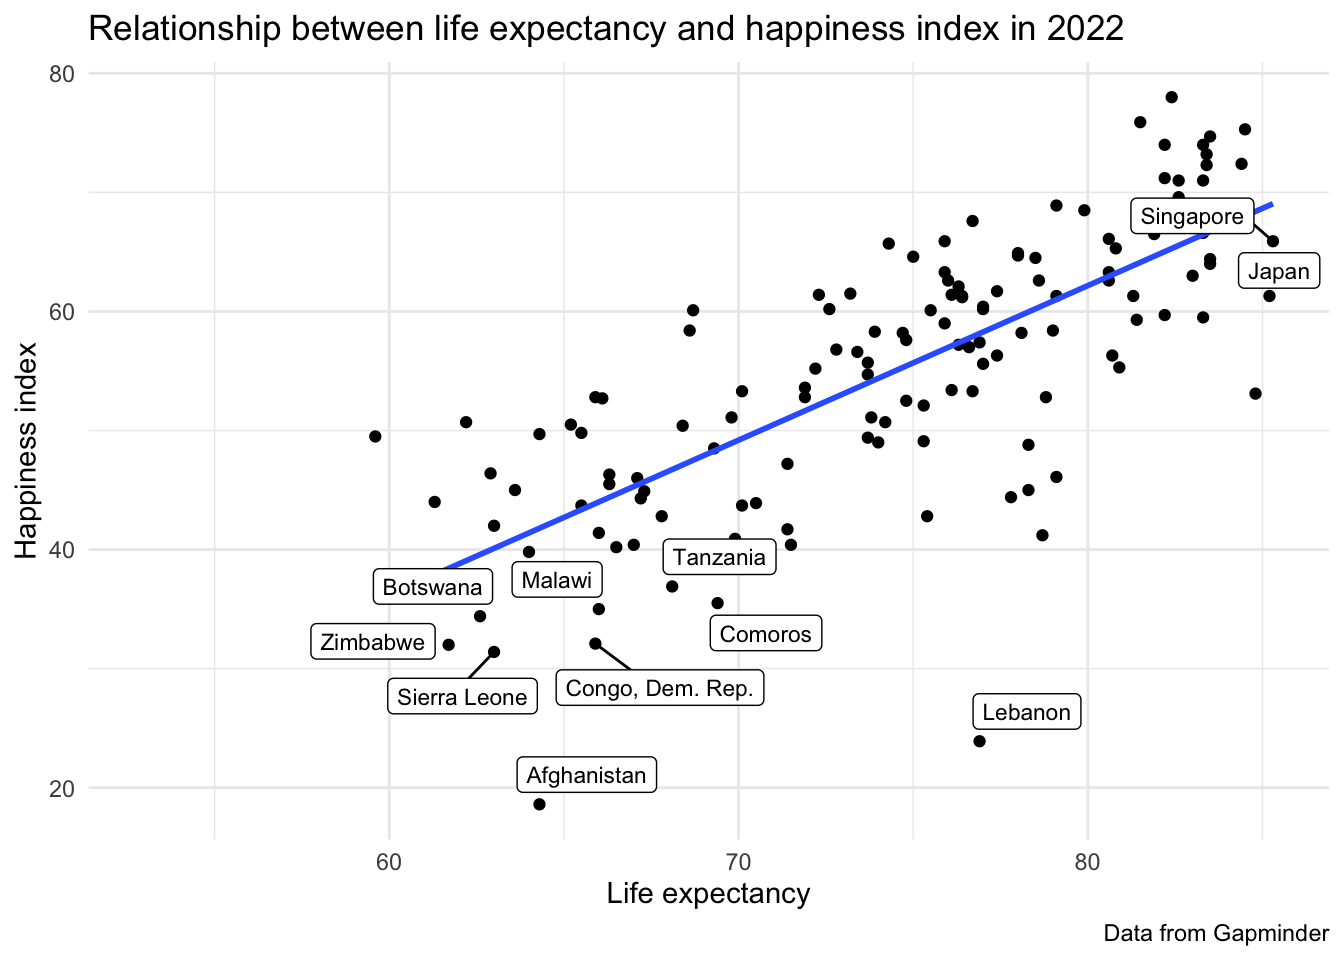 Relationship between life expectancy and happiness index in 2022
80
60
40
20
Happiness index
Singapore
Japan
Tanzania
Malawi
Botswana
Zimbabwe
Comoros
Sierra Leone
Congo, Dem. Rep.
Lebanon
Afghanistan
60 70 80
Life expectancy
Data from Gapminder